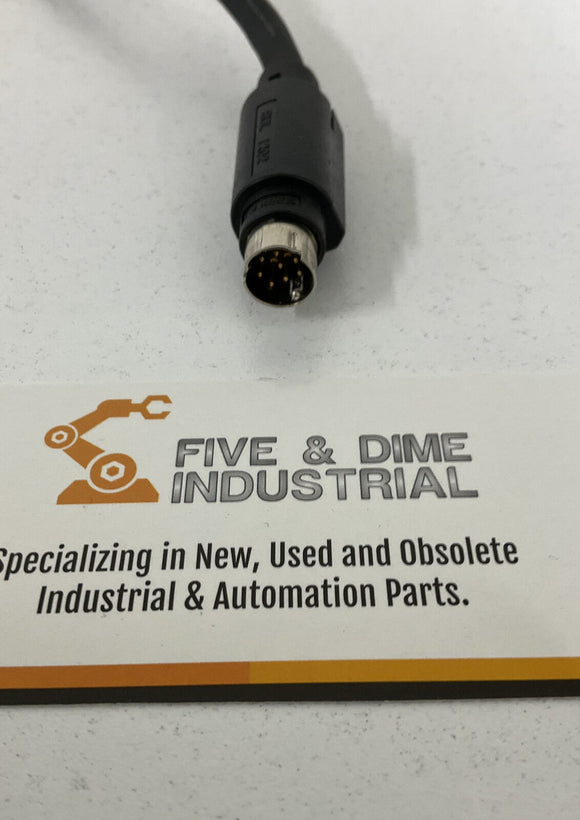 FIVE & DIME
INDUSTRIAL
Specializing in New, Used and Obsolete
Industrial & Automation Parts.